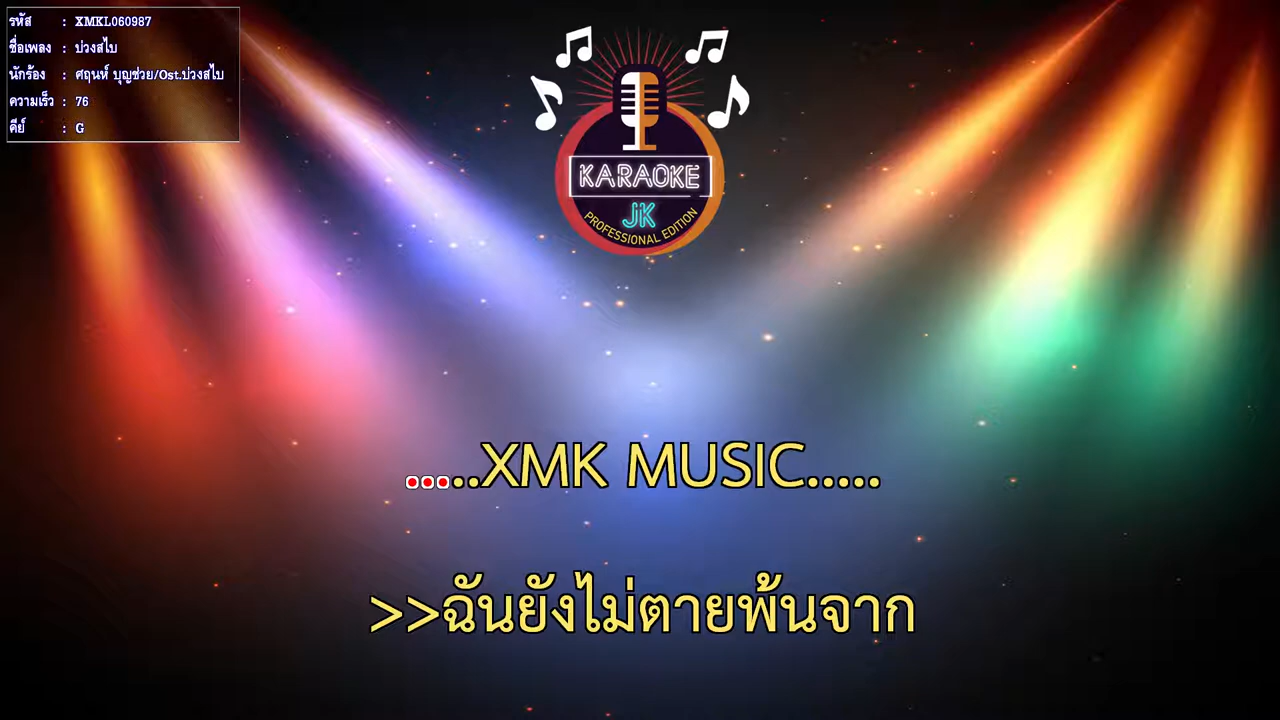 รหัส : XMKL060987
ชื่อเพลง : บ่วงสไบ
นักร้อง : ศฤนห์ บุญช่วย/Ost.บ่วงสไบ
ความเร็ว : 76
คีย์ : G
KARAOKE
JK
PROFESSIONAL EDITION
.....XMK MUSIC.....
>>ฉันยังไม่ตายพ้นจาก